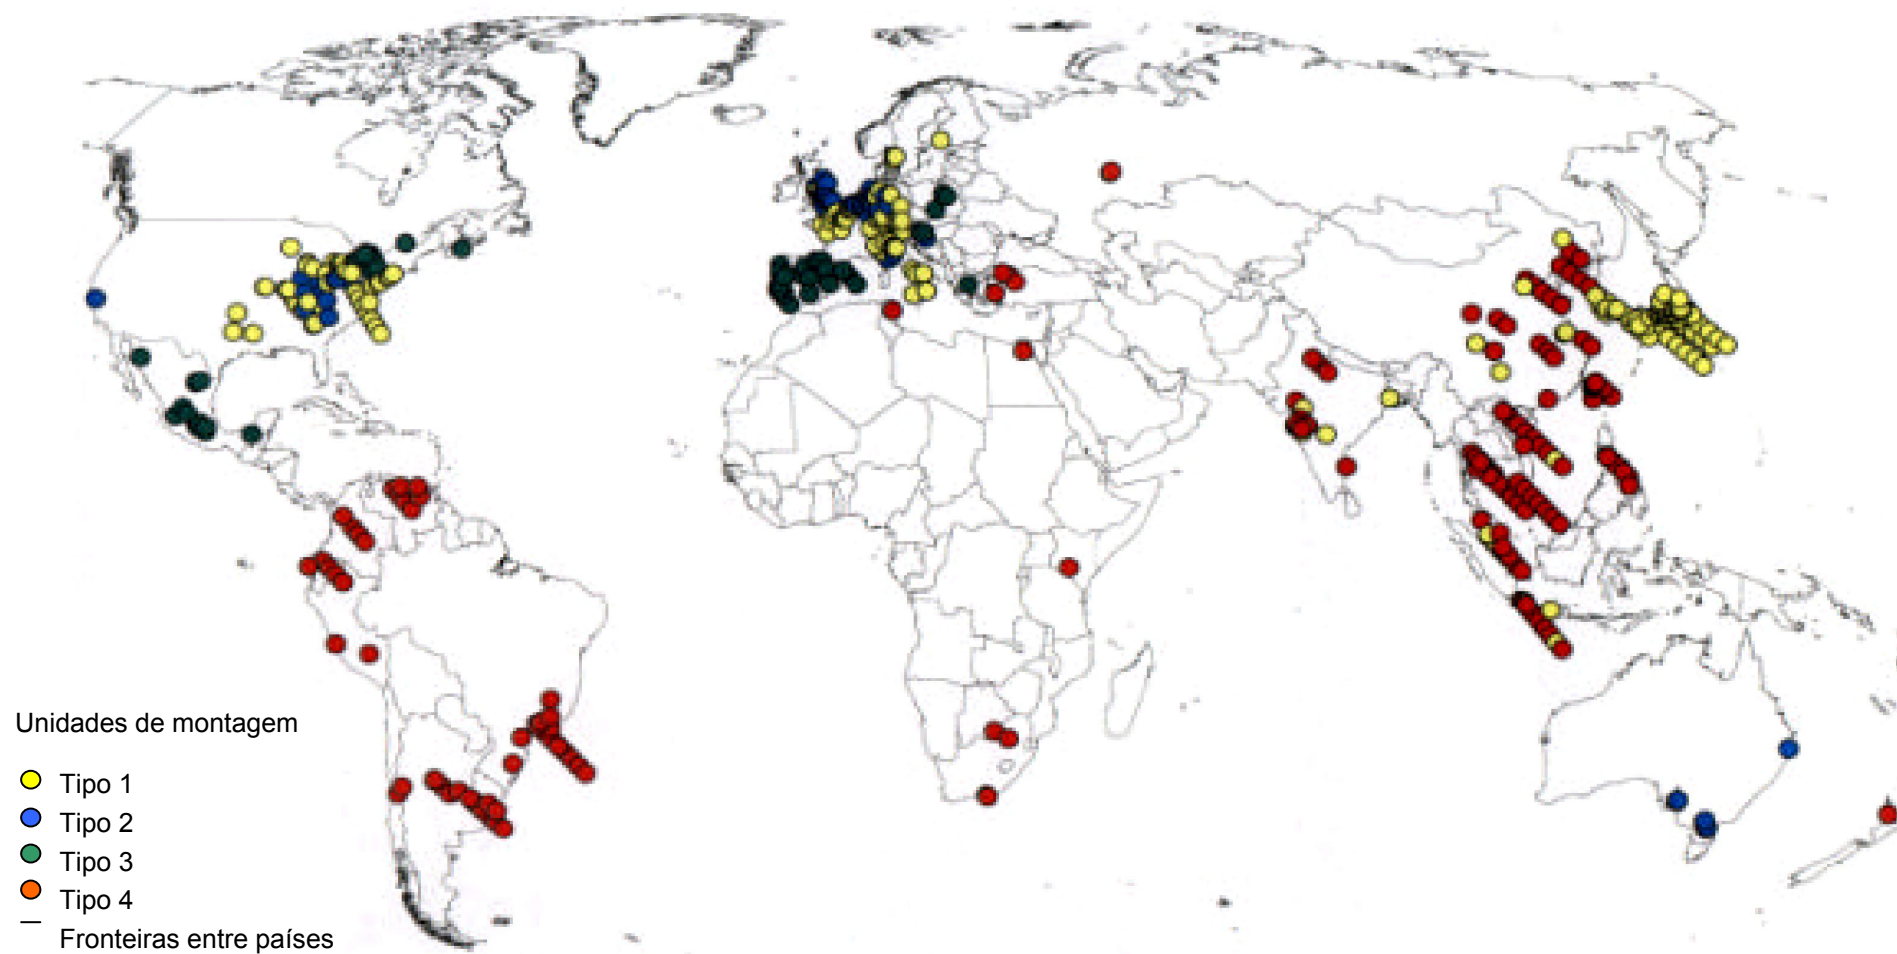 Unidades de montagem
Tipo 1
Tipo 2
Tipo 3
Tipo 4
Fronteiras entre países